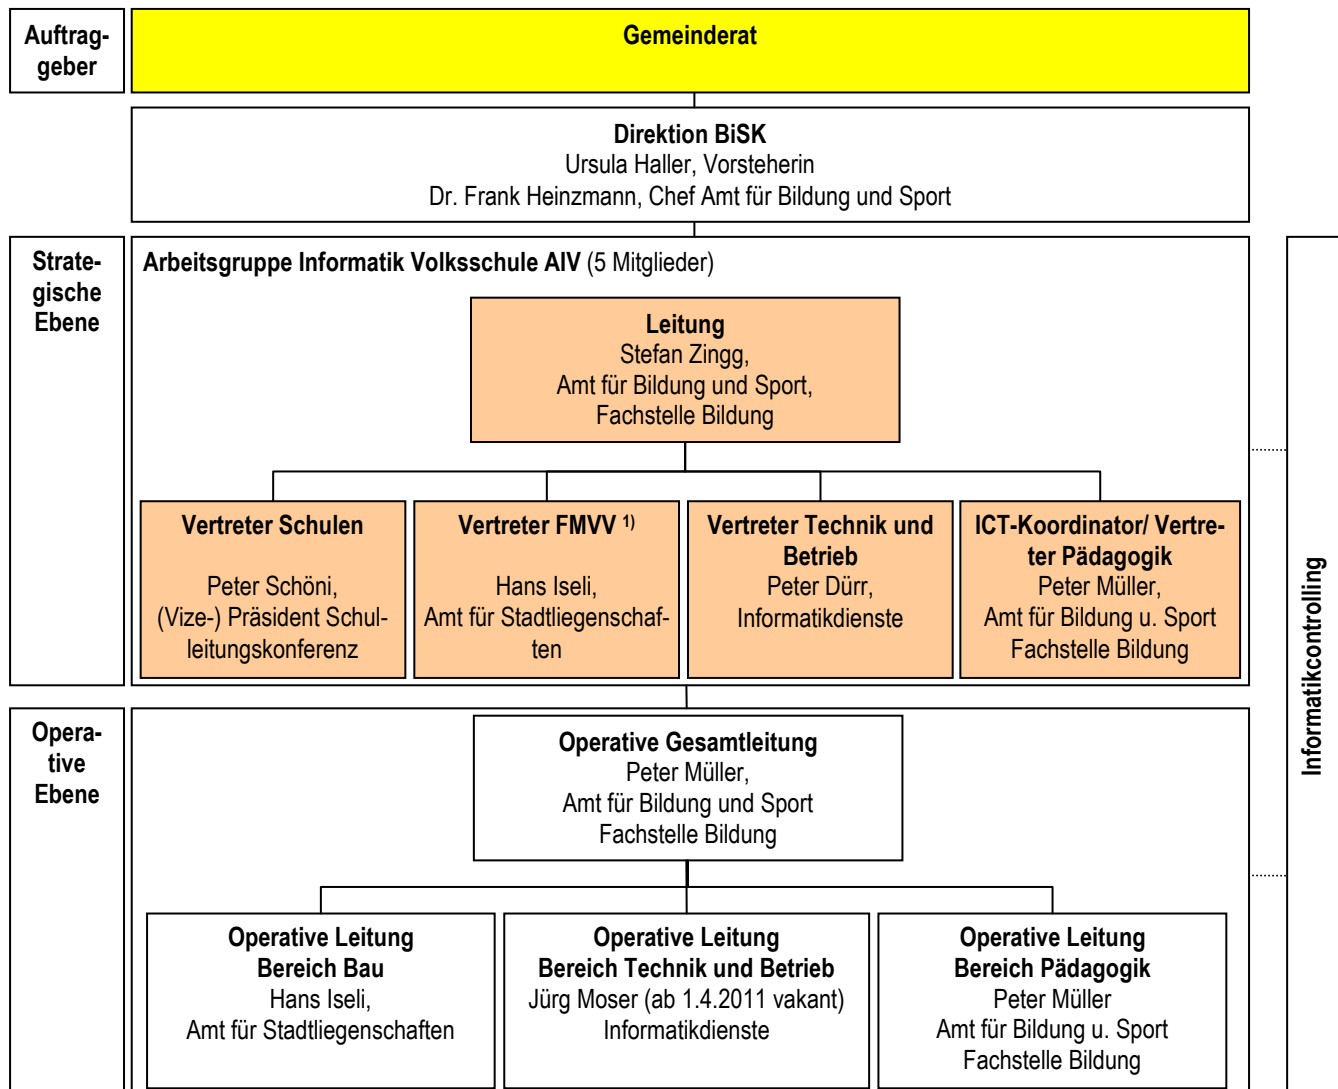 Auftrag-
geber
Gemeinderat
Direktion BiSK
Ursula Haller, Vorsteherin
Dr. Frank Heinzmann, Chef Amt für Bildung und Sport
Strate-
gische
Ebene
Arbeitsgruppe Informatik Volksschule AIV (5 Mitglieder)
Leitung
Stefan Zingg,
Amt für Bildung und Sport,
Fachstelle Bildung
Vertreter Schulen
Peter Schöni,
(Vize-) Präsident Schul-
leitungskonferenz
Vertreter FMVV 1)
Hans Iseli,
Amt für Stadtliegenschaf-
ten
Vertreter Technik und
Betrieb
Peter Dürr,
Informatikdienste
ICT-Koordinator/ Vertre-
ter Pädagogik
Peter Müller,
Amt für Bildung u. Sport
Fachstelle Bildung
Informatikcontrolling
Opera-
tive
Ebene
Operative Gesamtleitung
Peter Müller,
Amt für Bildung und Sport
Fachstelle Bildung
Operative Leitung
Bereich Bau
Hans Iseli,
Amt für Stadtliegenschaften
Operative Leitung
Bereich Technik und Betrieb
Jürg Moser (ab 1.4.2011 vakant)
Informatikdienste
Operative Leitung
Bereich Pädagogik
Peter Müller
Amt für Bildung u. Sport
Fachstelle Bildung